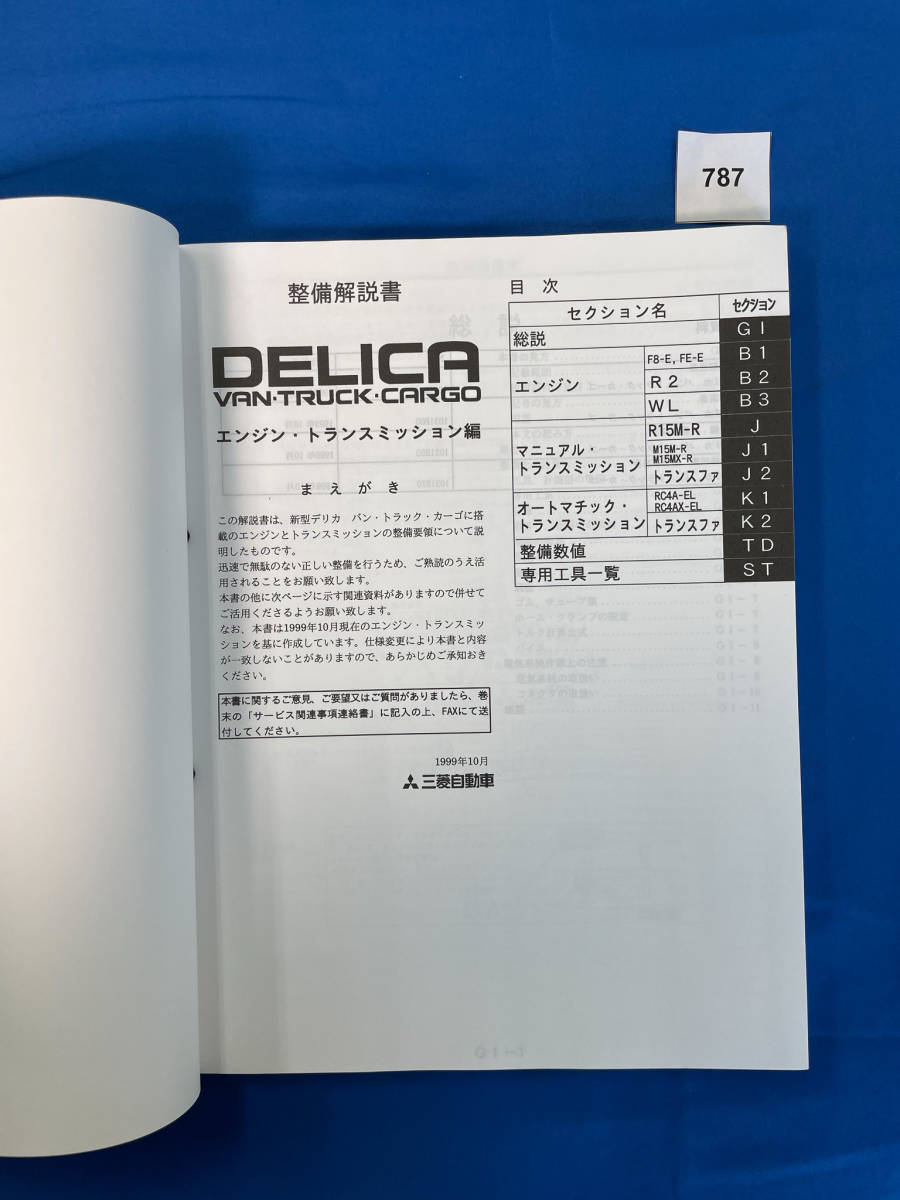 787
整備解説書
DELICA
VAN・TRUCK・CARGO
エンジン・トランスミッション編
まえがき
この解説書は、新型デリカ バン・トラック・カーゴに搭
載のエンジンとトランスミッションの整備要領について説
明したものです。
迅速で無駄のない正しい整備を行うため、ご熟読のうえ活
用されることをお願い致します。
本書の他に次ページに示す関連資料がありますので併せて
ご活用くださるようお願い致します。
なお、本書は1999年10月現在のエンジン・トランスミッシ
ションを基に作成しています。仕様変更により本書と内容
が一致しないことがありますので、あらかじめご承知おき
ください。
本書に関するご意見、ご要望又はご質問がありましたら、巻
末の「サービス関連事項連絡書」に記入の上、FAXにて送
付してください。
1999年10月
三菱自動車
目次
セクション名 セクション
総説 GI
エンジン F8-E, FE-E B1
R2 B2
WL B3
マニュアル・トランスミッション R15M-R J
M15M-R
M15MX-R J1
トランスファ J2
オートマチック・トランスミッション RC4A-EL
RC4AX-EL K1
トランスファ K2
整備数値 TD
専用工具一覧 ST